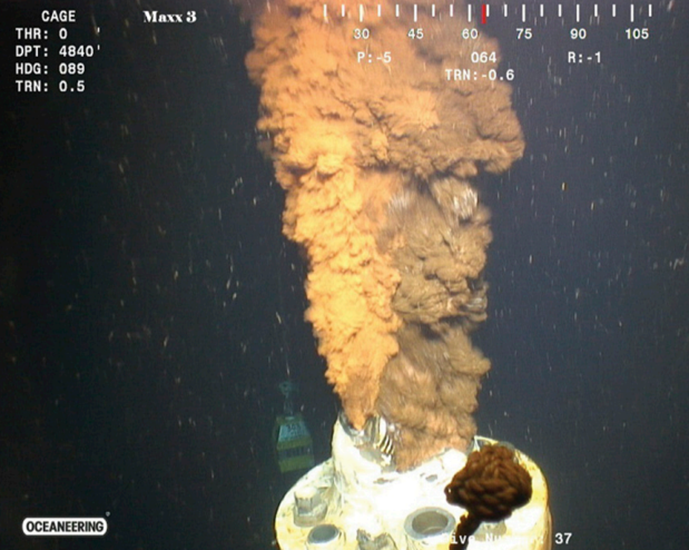 CAGE
THR: 0 '
DPT: 4840'
HDG: 089
TRN: 0.5
Maxx 3
30 45 60 75 90 105
P:-5 064 R:-1
TRN:-0.6
OCEANEERING
37